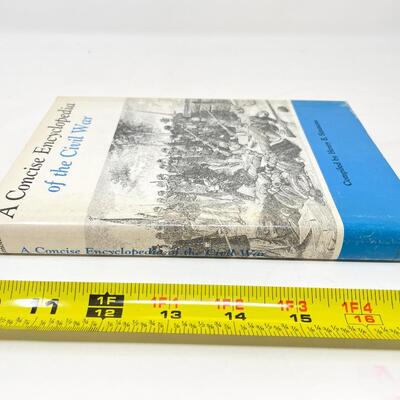 A Concise Encyclopedia
of the Civil War
Compiled by Henry E. Simmons
A Concise Encyclopedia of the Civil War
11 1F 1F1 1F2 1F3 1F4
12 13 14 15 16